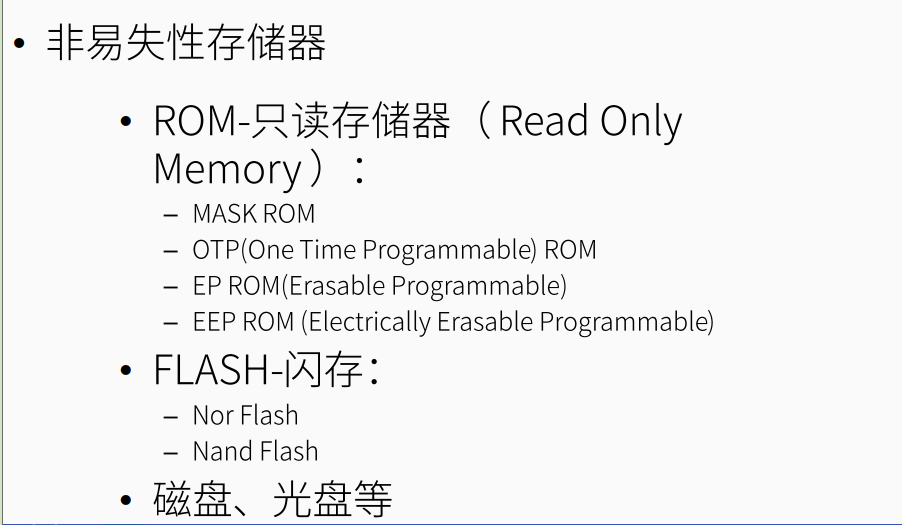 • 非易失性存储器
• ROM-只读存储器（Read Only
Memory）：
– MASK ROM
– OTP(One Time Programmable) ROM
– EP ROM(Erasable Programmable)
– EEP ROM (Electrically Erasable Programmable)
• FLASH-闪存：
– Nor Flash
– Nand Flash
• 磁盘、光盘等